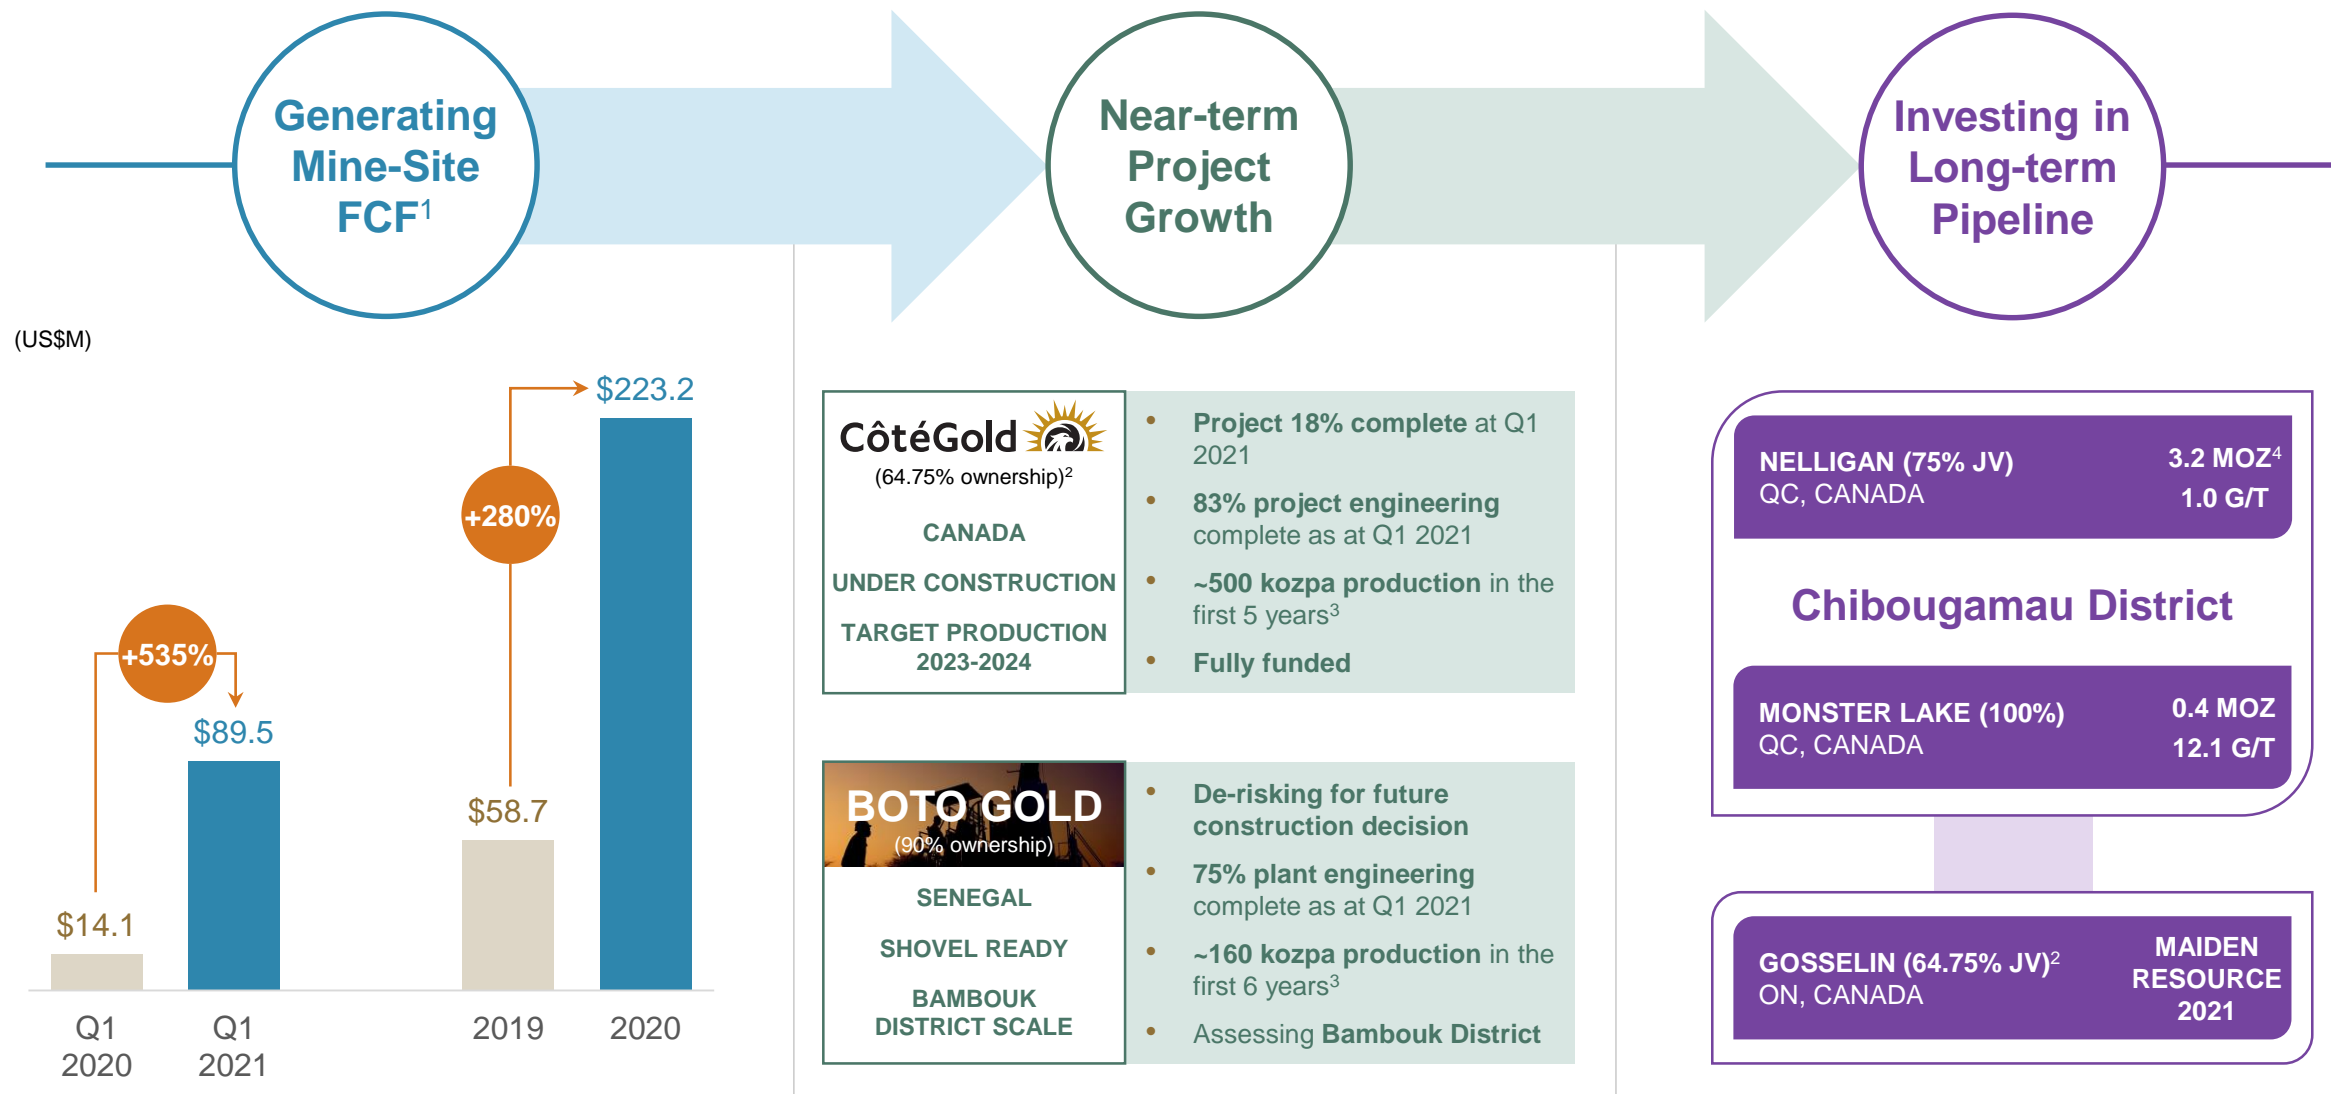 Generating
Mine-Site
FCF1
Near-term
Project
Growth
Investing in
Long-term
Pipeline
(US$M)
+535%
$14.1
$89.5
+280%
$58.7
$223.2
Q1
2020
Q1
2021
2019
2020
CôtéGold
(64.75% ownership)2
CANADA
UNDER CONSTRUCTION
TARGET PRODUCTION
2023-2024
• Project 18% complete at Q1
2021
• 83% project engineering
complete as at Q1 2021
• ~500 kozpa production in the
first 5 years3
• Fully funded
BOTO GOLD
(90% ownership)
SENEGAL
SHOVEL READY
BAMBOUK
DISTRICT SCALE
• De-risking for future
construction decision
• 75% plant engineering
complete as at Q1 2021
• ~160 kozpa production in the
first 6 years3
• Assessing Bambouk District
NELLIGAN (75% JV)
QC, CANADA
3.2 MOZ4
1.0 G/T
Chibougamau District
MONSTER LAKE (100%)
QC, CANADA
0.4 MOZ
12.1 G/T
GOSSELIN (64.75% JV)2
ON, CANADA
MAIDEN
RESOURCE
2021